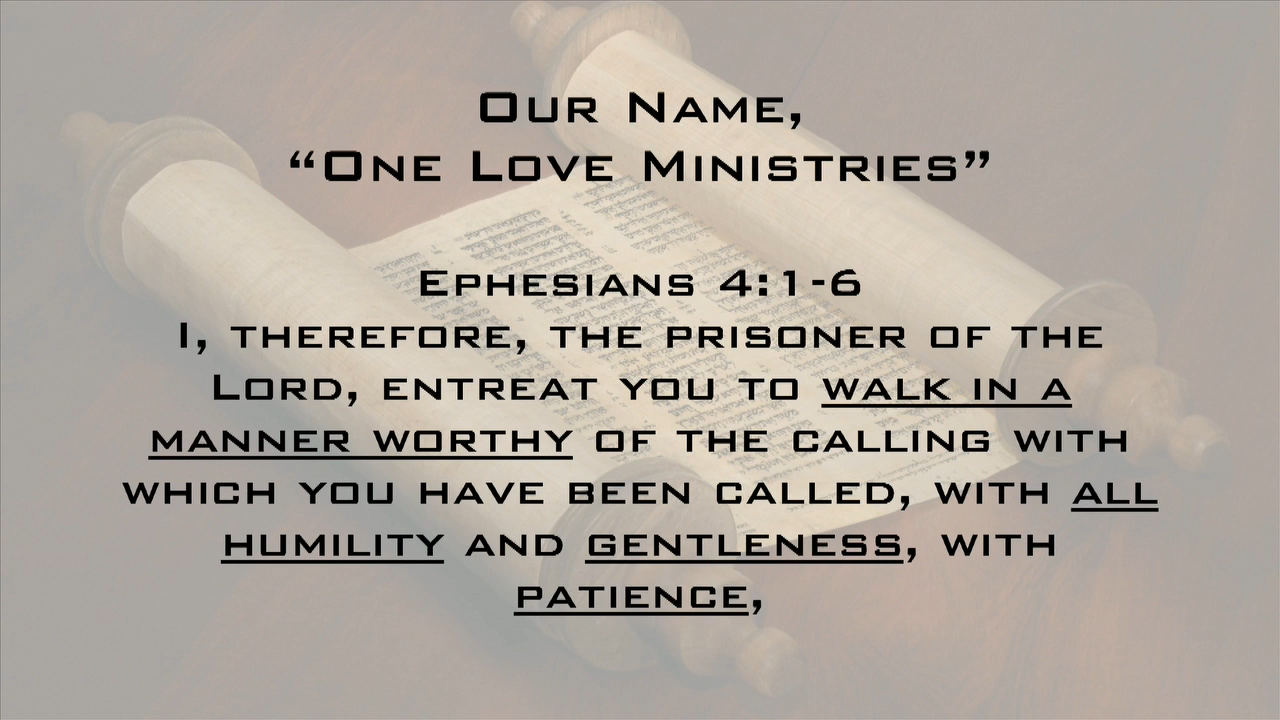 Our Name,
“One Love Ministries”
Ephesians 4:1-6
I, therefore, the prisoner of the
Lord, entreat you to walk in a
manner worthy of the calling with
which you have been called, with all
humility and gentleness, with
patience,